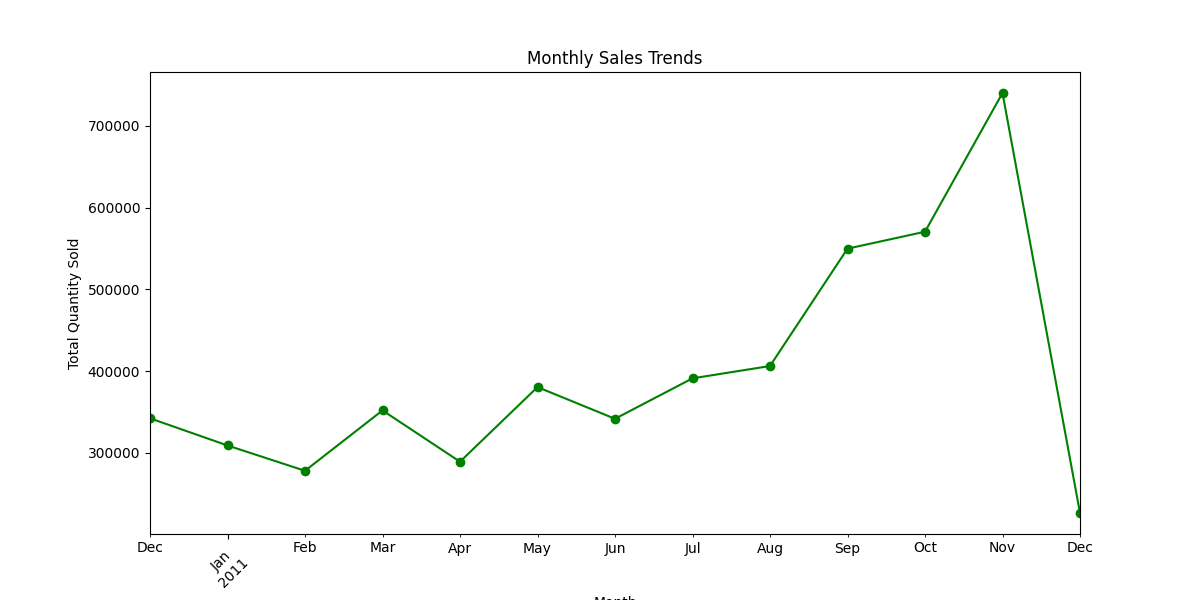 Monthly Sales Trends
Total Quantity Sold
700000
600000
500000
400000
300000
Dec
Jan
2011
Feb
Mar
Apr
May
Jun
Jul
Aug
Sep
Oct
Nov
Dec
Month